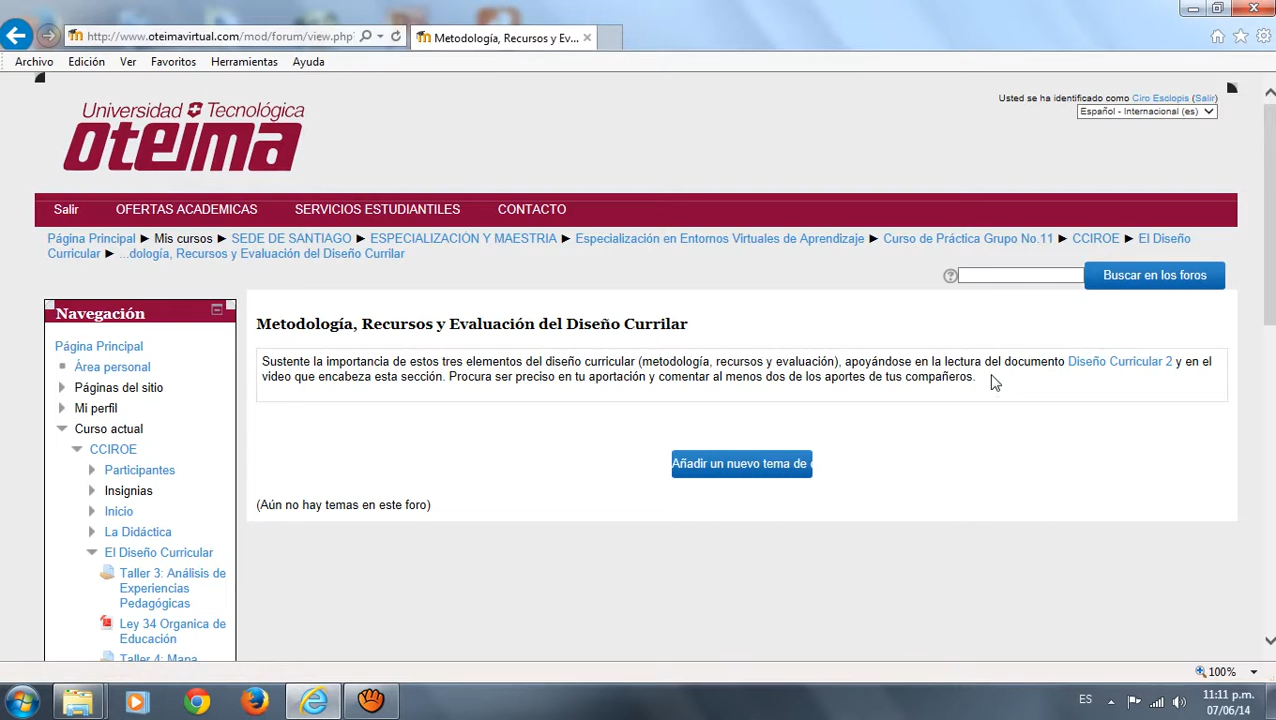 http://www.oteimavirtual.com/mod/forum/view.php
Metodología, Recursos y Ev...
Archivo Edición Ver Favoritos Herramientas Ayuda
Universidad Tecnológica
oteima
Usted se ha identificado como Ciro Esclopis (Salir)
Español - Internacional (es)
Salir OFERTAS ACADEMICAS SERVICIOS ESTUDIANTILES CONTACTO
Página Principal ► Mis cursos ► SEDE DE SANTIAGO ► ESPECIALIZACIÓN Y MAESTRIA ► Especialización en Entornos Virtuales de Aprendizaje ► Curso de Práctica Grupo No.11 ► CCIROE ► El Diseño
Curricular ► ...dología, Recursos y Evaluación del Diseño Currilar
Buscar en los foros
Navegación
Página Principal
Área personal
Páginas del sitio
Mi perfil
Curso actual
CCIROE
Participantes
Insignias
Inicio
La Didáctica
El Diseño Curricular
Taller 3: Análisis de
Experiencias
Pedagógicas
Ley 34 Organica de
Educación
Taller 4: Mapa
Metodología, Recursos y Evaluación del Diseño Currilar
Sustente la importancia de estos tres elementos del diseño curricular (metodología, recursos y evaluación), apoyándose en la lectura del documento Diseño Curricular 2 y en el
video que encabeza esta sección. Procura ser preciso en tu aportación y comentar al menos dos de los aportes de tus compañeros.
Añadir un nuevo tema de
(Aún no hay temas en este foro)
100%
ES
11:11 p.m.
07/06/14